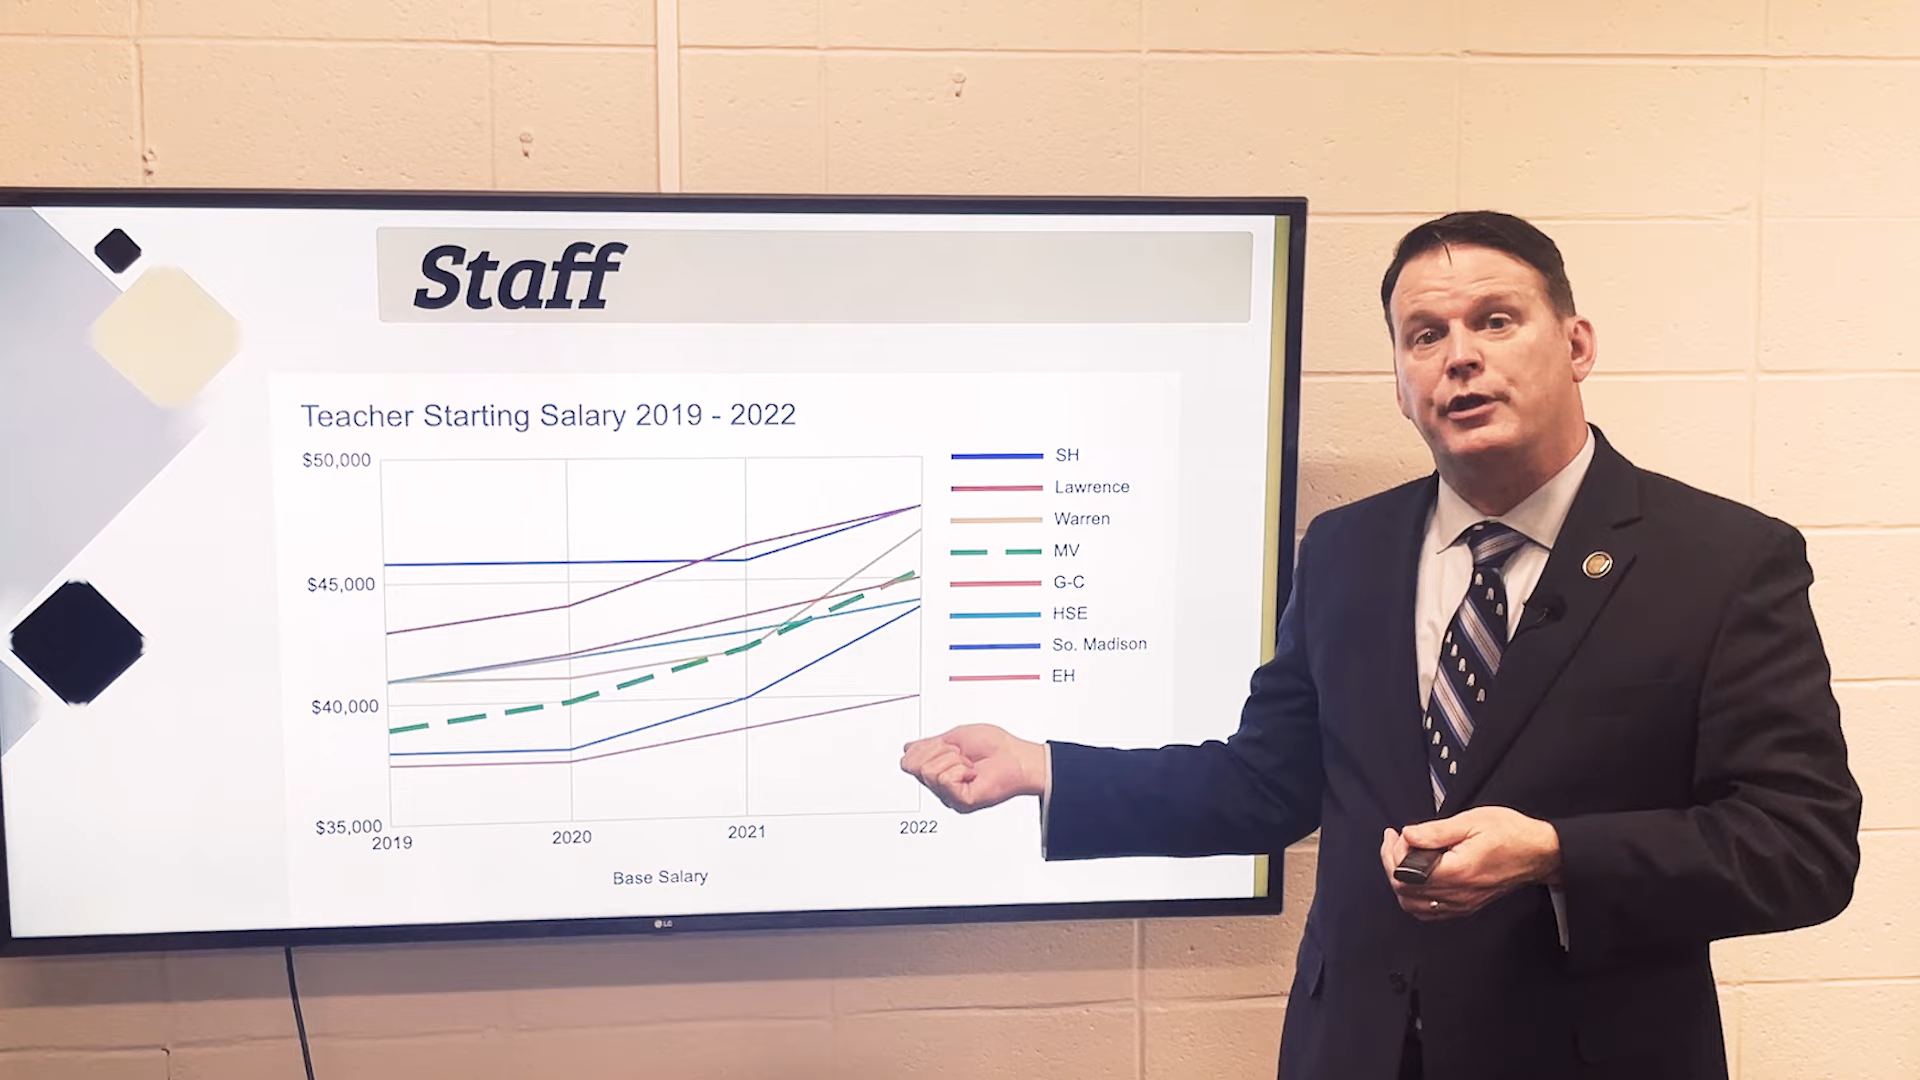 Staff
Teacher Starting Salary 2019 - 2022
$50,000
$45,000
$40,000
$35,000
2019
2020
2021
2022
Base Salary
SH
Lawrence
Warren
MV
G-C
HSE
So. Madison
EH
LG